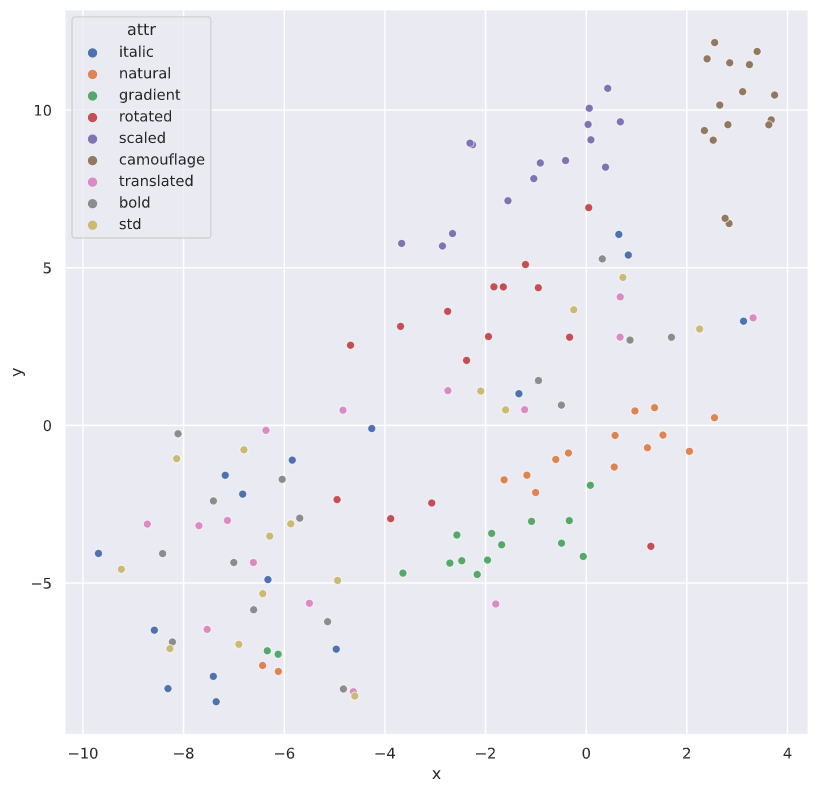 attr
italic
natural
gradient
rotated
scaled
camouflage
translated
bold
std
10
5
0
−5
y
−10
−8
−6
−4
−2
0
2
4
x